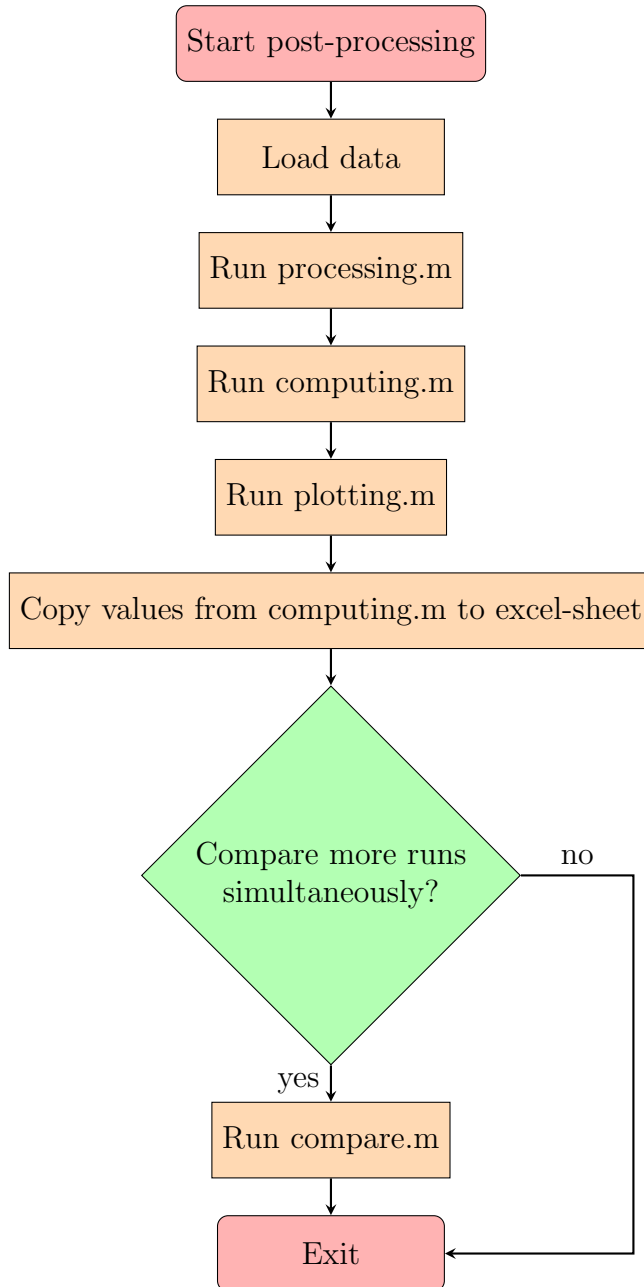 Start post-processing
Load data
Run processing.m
Run computing.m
Run plotting.m
Copy values from computing.m to excel-sheet
Compare more runs
simultaneously?
no
yes
Run compare.m
Exit